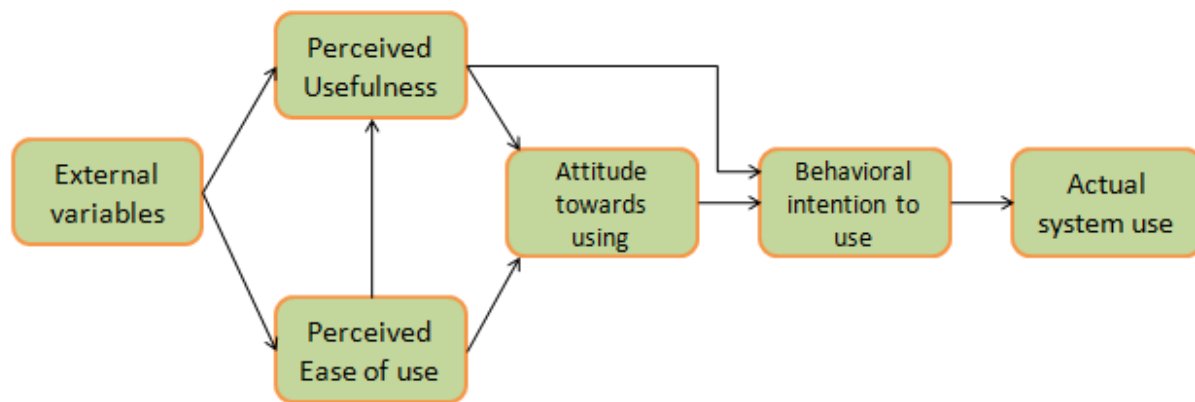 Perceived
Usefulness
External
variables
Attitude
towards
using
Behavioral
intention to
use
Actual
system use
Perceived
Ease of use